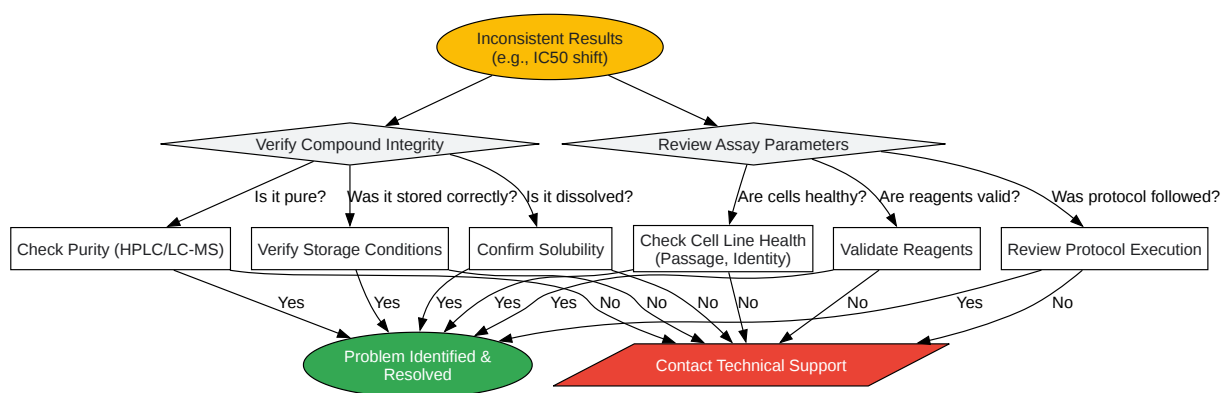 Inconsistent Results
(e.g., IC50 shift)
Verify Compound Integrity
Review Assay Parameters
Is it pure?
Was it stored correctly?
Is it dissolved?
Are cells healthy?
Are reagents valid?
Was protocol followed?
Check Purity (HPLC/LC-MS)
Verify Storage Conditions
Confirm Solubility
Check Cell Line Health
(Passage, Identity)
Validate Reagents
Review Protocol Execution
Yes
Yes
No
Yes
No
Yes
No
Yes
No
No
Yes
No
Problem Identified &
Resolved
Contact Technical Support